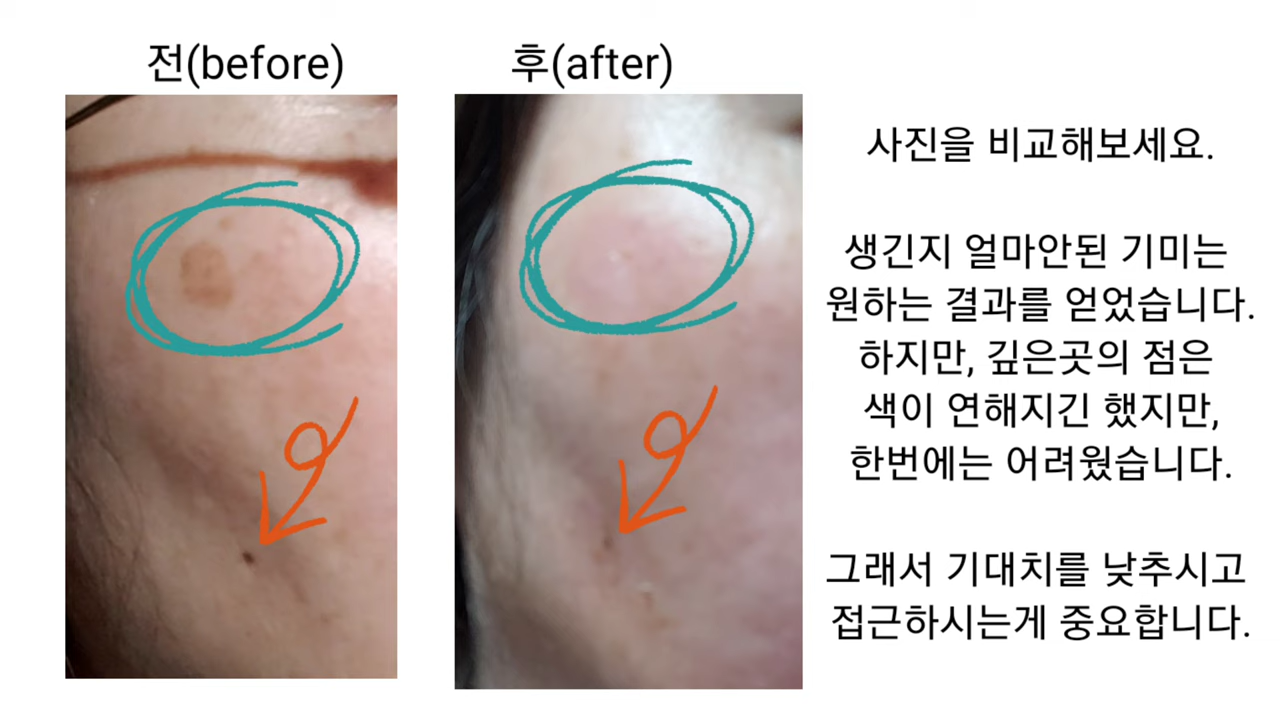 전(before)
후(after)
사진을 비교해보세요.
생긴지 얼마안된 기미는
원하는 결과를 얻었습니다.
하지만, 깊은곳의 점은
색이 연해지긴 했지만,
한번에는 어려웠습니다.
그래서 기대치를 낮추시고
접근하시는게 중요합니다.